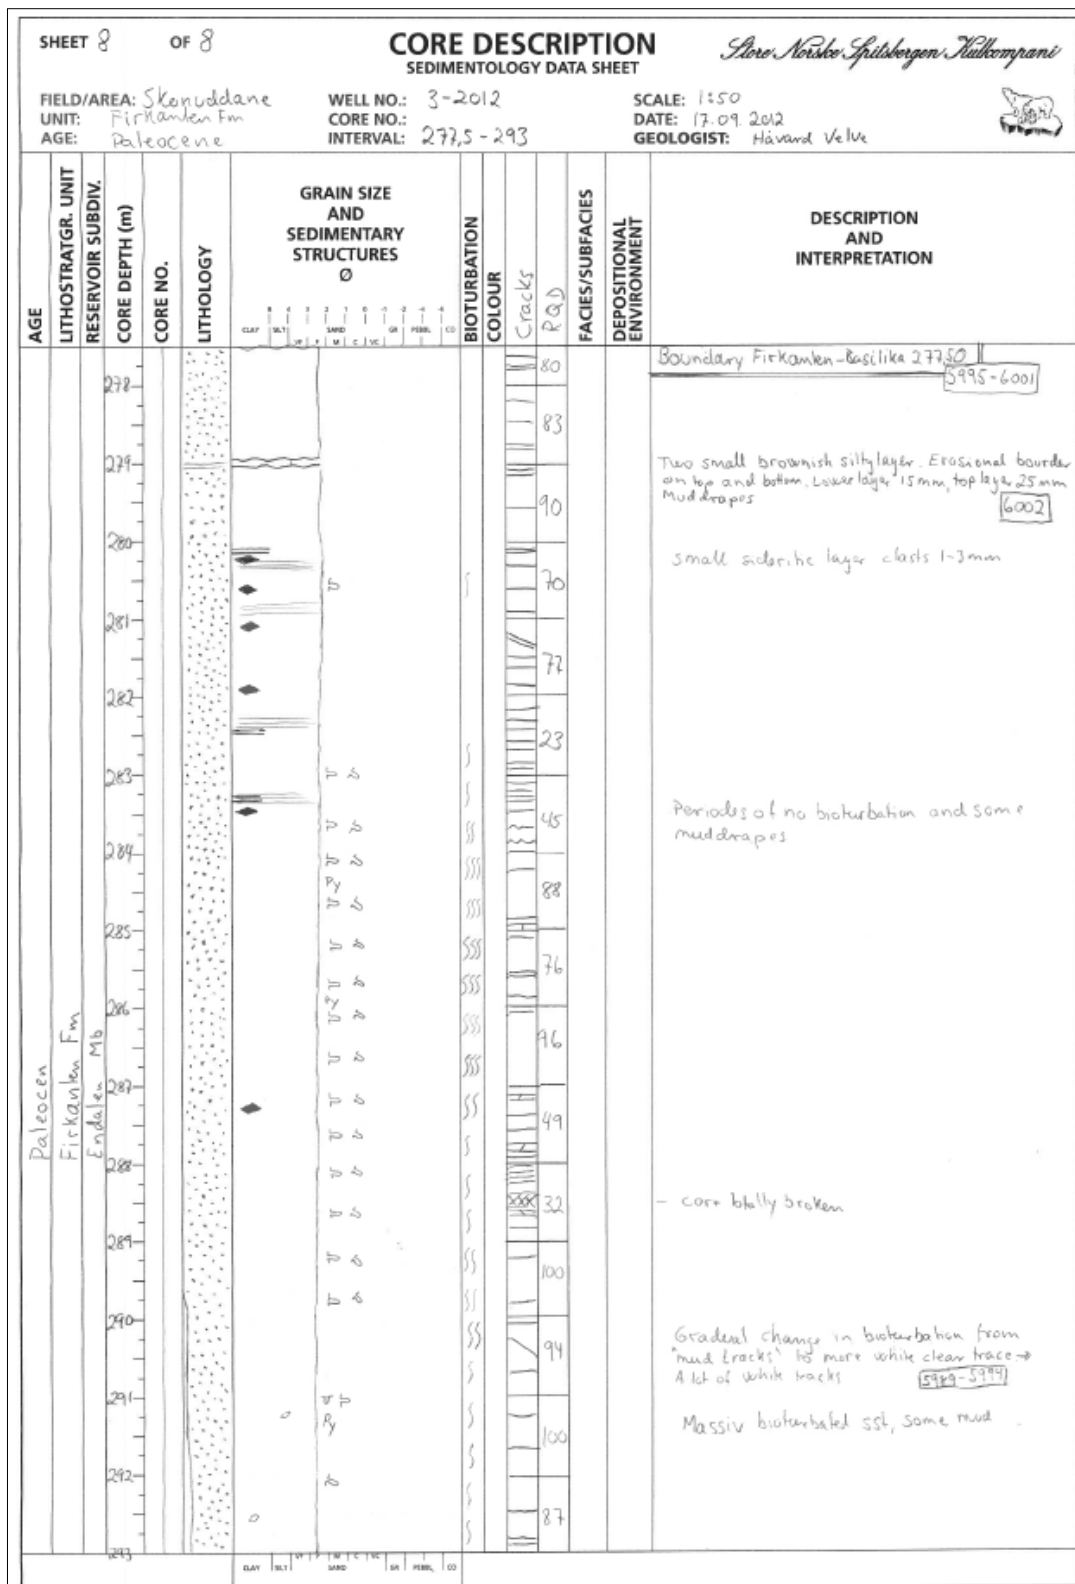 SHEET 8 OF 8
CORE DESCRIPTION
SEDIMENTOLOGY DATA SHEET
Store Norske Spitsbergen Kulkompani
FIELD/AREA: Skonuddane
UNIT: Firkanten Fm
AGE: Paleocene
WELL NO.: 3-2012
CORE NO.:
INTERVAL: 277,5 - 293
SCALE: 1:50
DATE: 17.09.2012
GEOLOGIST: Håvard Velve
AGE
LITHOSTRATGR. UNIT
RESERVOIR SUBDIV.
CORE DEPTH (m)
CORE NO.
LITHOLOGY
GRAIN SIZE
AND
SEDIMENTARY
STRUCTURES
Ø
CLAY SILT SAND GR PEBBL CO
VF F M C VC
BIOTURBATION
COLOUR
Cracks
RQD
FACIES/SUBFACIES
DEPOSITIONAL
ENVIRONMENT
DESCRIPTION
AND
INTERPRETATION
Paleocen
Firkanten Fm
Endalen Mb
278
279
280
281
282
283
284
285
286
287
288
289
290
291
292
293
Py
Py
Py
80
83
90
70
77
23
45
88
76
96
49
32
100
94
100
87
Boundary Firkanten-Basilika 277.50
5995-6001
Two small brownish silty layer. Erosional bourder
on top and bottom. Lower layer 15mm, top layer 25mm
Muddrapes
6002
Small sideritic layer clasts 1-3mm
Periodes of no bioturbation and some
muddrapes
- core totally broken
Gradual change in bioturbation from
"mud tracks" to more white clear trace →
A lot of white tracks
5989-5994
Massiv bioturbated sst, some mud
VF F M C VC
CLAY SILT SAND GR PEBBL CO